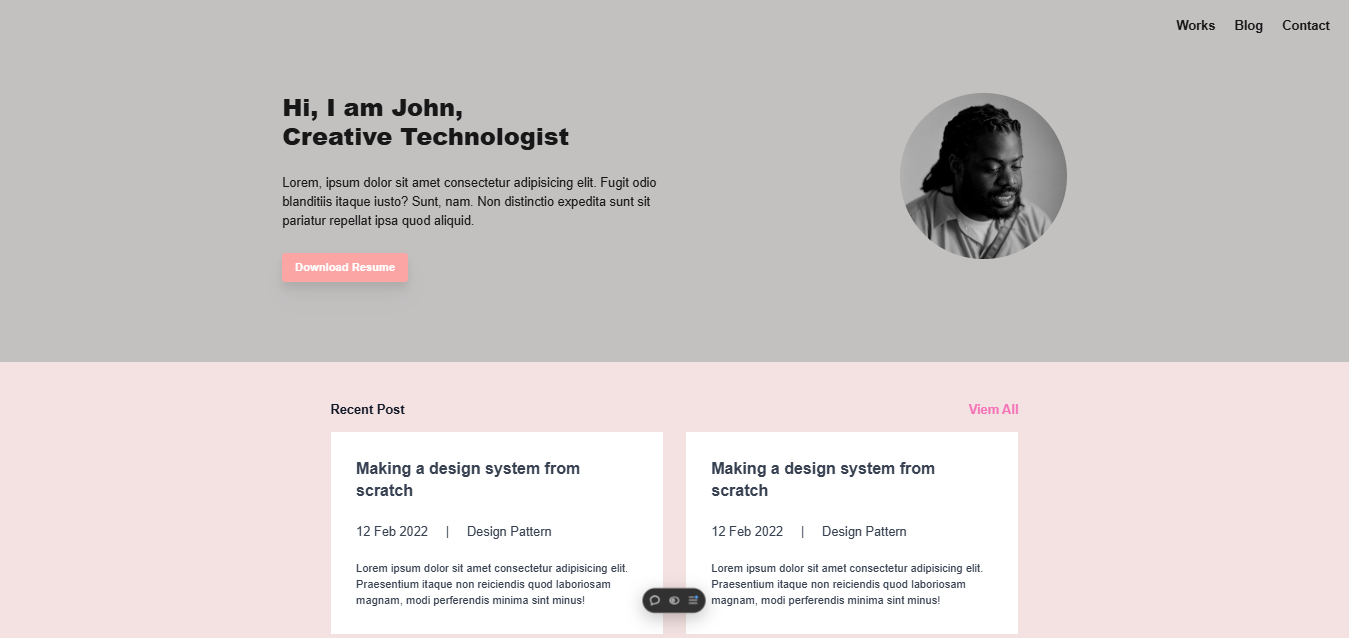 Works Blog Contact
Hi, I am John,
Creative Technologist
Lorem, ipsum dolor sit amet consectetur adipisicing elit. Fugit odio
blanditiis itaque iusto? Sunt, nam. Non distinctio expedita sunt sit
pariatur repellat ipsa quod aliquid.
Download Resume
Recent Post
Viem All
Making a design system from
scratch
12 Feb 2022 | Design Pattern
Lorem ipsum dolor sit amet consectetur adipisicing elit.
Praesentium itaque non reiciendis quod laboriosam
magnam, modi perferendis minima sint minus!
Making a design system from
scratch
12 Feb 2022 | Design Pattern
Lorem ipsum dolor sit amet consectetur adipisicing elit.
Praesentium itaque non reiciendis quod laboriosam
magnam, modi perferendis minima sint minus!